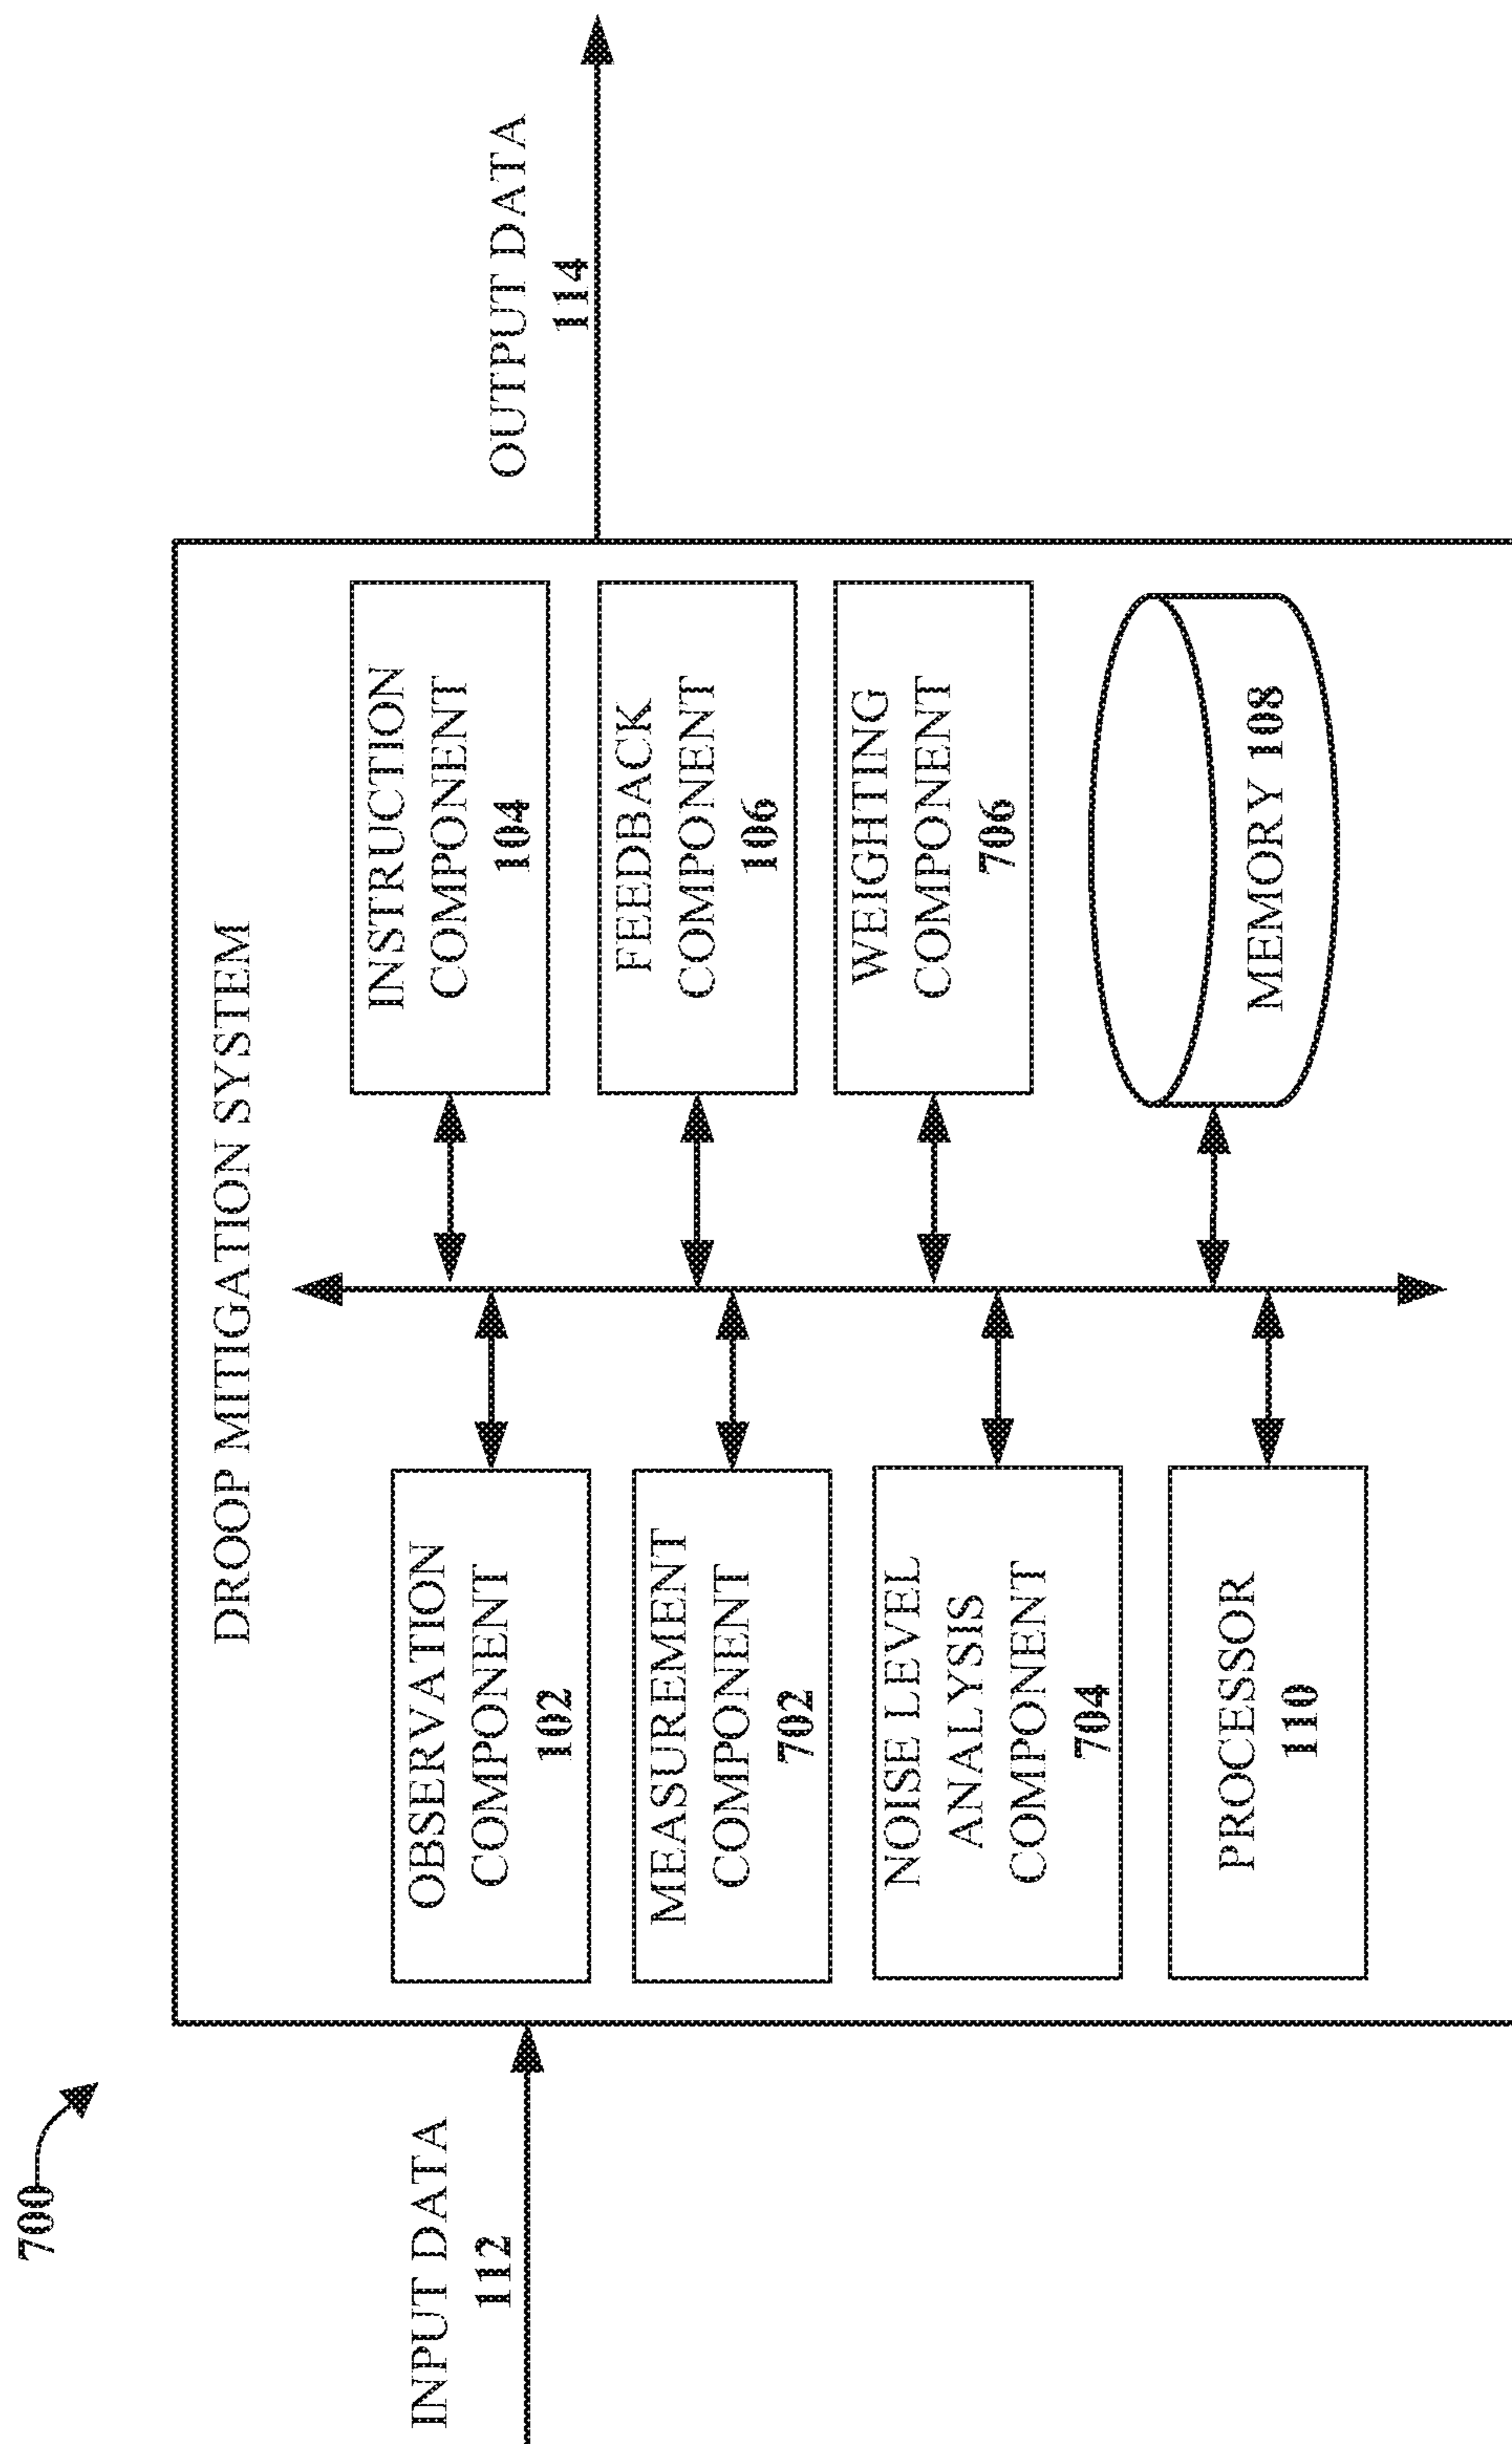 700
DROOP MITIGATION SYSTEM
INPUT DATA
112
OBSERVATION
COMPONENT
102
MEASUREMENT
COMPONENT
702
NOISE LEVEL
ANALYSIS
COMPONENT
704
PROCESSOR
110
INSTRUCTION
COMPONENT
104
FEEDBACK
COMPONENT
106
WEIGHTING
COMPONENT
706
MEMORY 108
OUTPUT DATA
114